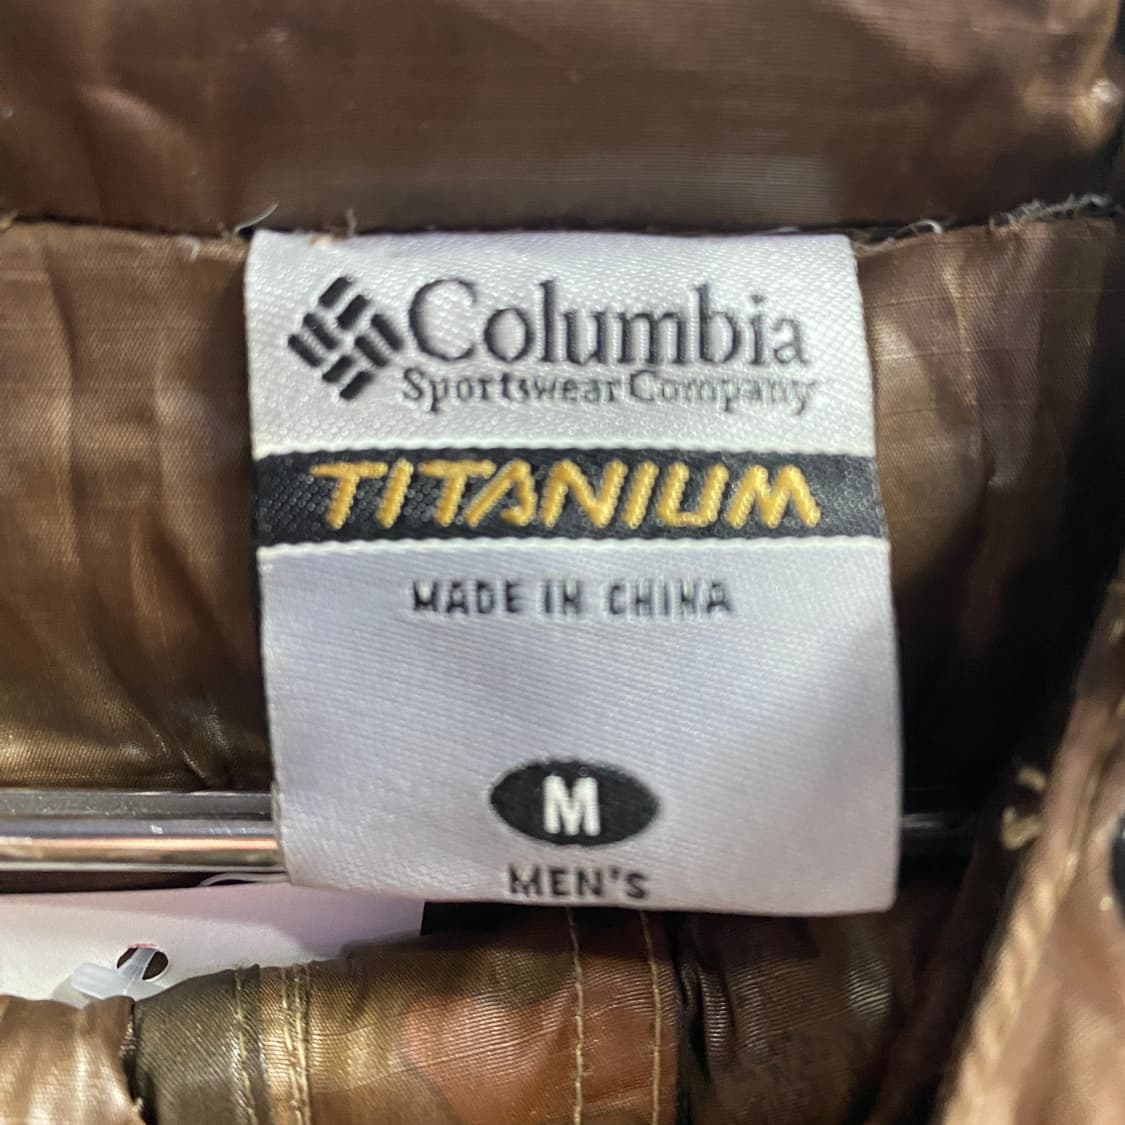 Columbia
Sportswear Company
TITANIUM
MADE IN CHINA
M
MEN'S